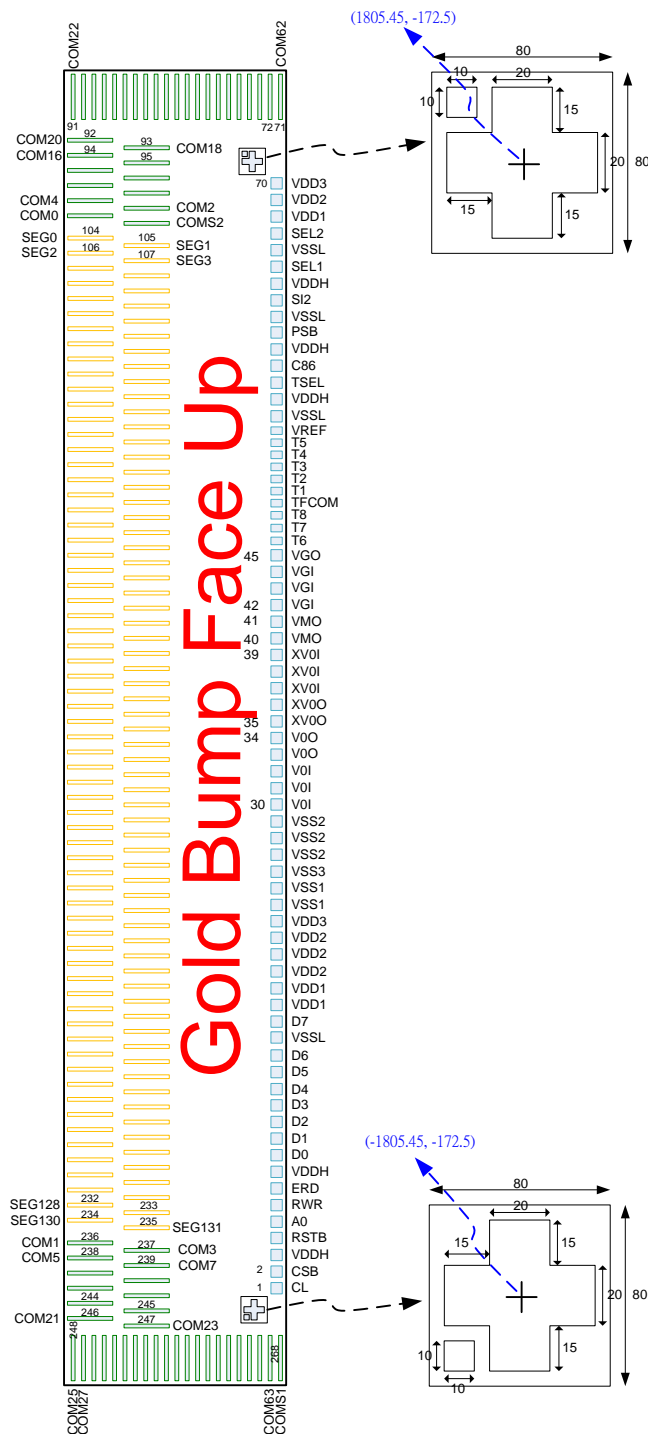 COM22
COM62
91
72
71
COM20
92
93
COM18
COM16
94
95
COM4
COM2
COM0
COMS2
SEG0
104
105
SEG1
SEG2
106
107
SEG3
70
VDD3
VDD2
VDD1
SEL2
VSSL
SEL1
VDDH
SI2
VSSL
PSB
VDDH
C86
TSEL
VDDH
VSSL
VREF
T5
T4
T3
T2
T1
TFCOM
T8
T7
T6
45 VGO
VGI
VGI
42 VGI
41 VMO
40 VMO
39 XV0I
XV0I
XV0I
XV0O
35 XV0O
34 V0O
V0O
V0I
V0I
30 V0I
VSS2
VSS2
VSS2
VSS3
VSS1
VSS1
VDD3
VDD2
VDD2
VDD2
VDD1
VDD1
D7
VSSL
D6
D5
D4
D3
D2
D1
D0
VDDH
ERD
RWR
A0
RSTB
VDDH
2 CSB
1 CL
Gold Bump Face Up
SEG128
232
233
SEG130
234
235
SEG131
COM1
236
237
COM3
COM5
238
239
COM7
244
245
COM21
246
247
COM23
248
268
COM25
COM27
COM63
COMS1
(1805.45, -172.5)
80
10
20
10
15
20
80
15
15
(-1805.45, -172.5)
80
20
15
15
20
80
10
15
10